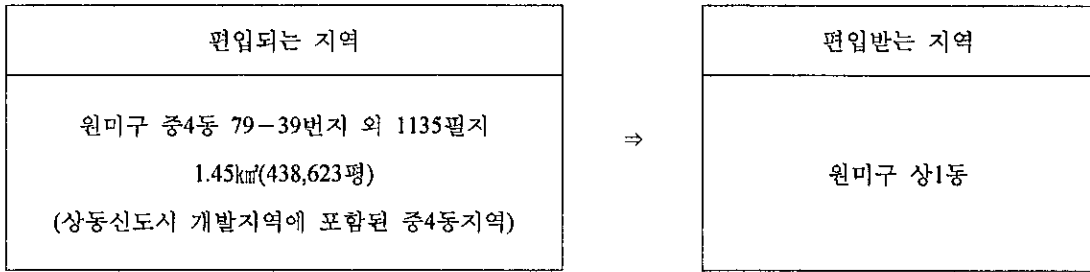 편입되는 지역
원미구 중4동 79-39번지 외 1135필지
1.45㎢(438,623평)
(상동신도시 개발지역에 포함된 중4동지역)
⇒
편입받는 지역
원미구 상1동